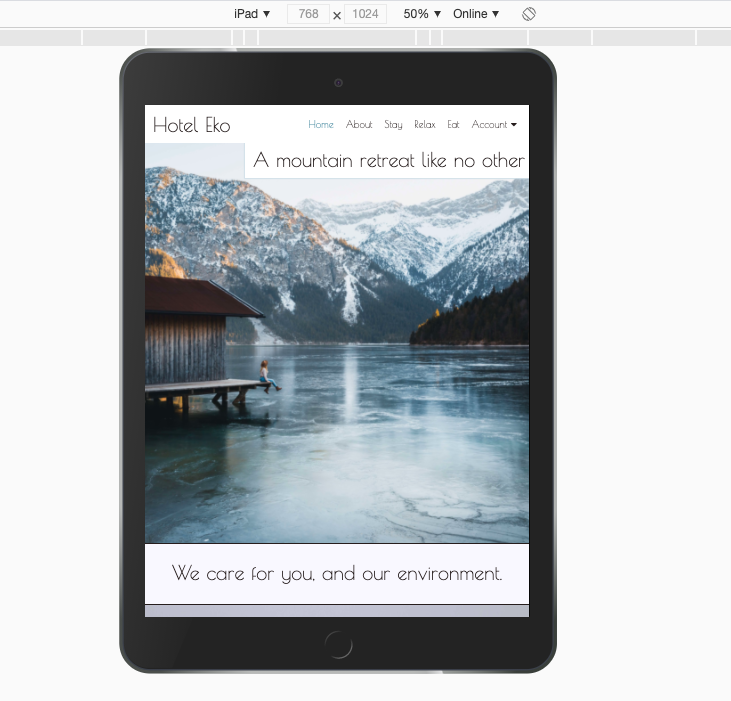 iPad ▼ 768 × 1024 50% ▼ Online ▼
Hotel Eko Home About Stay Relax Eat Account
A mountain retreat like no other
We care for you, and our environment.